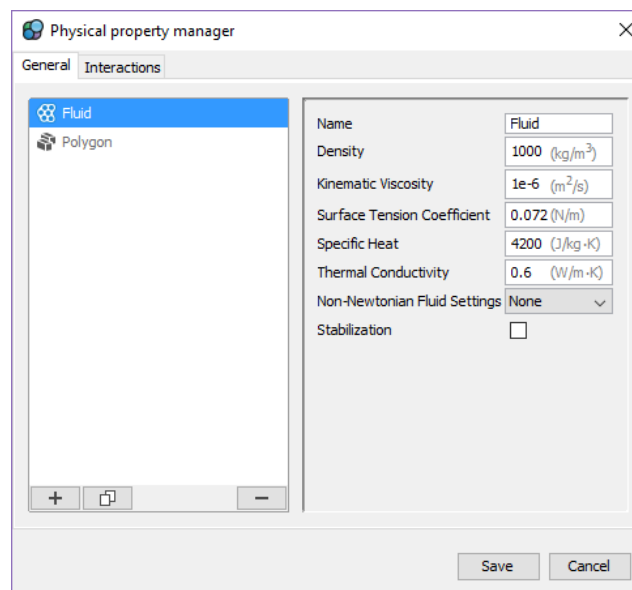 Physical property manager
General Interactions
Fluid
Polygon
Name Fluid
Density 1000 (kg/m³)
Kinematic Viscosity 1e-6 (m²/s)
Surface Tension Coefficient 0.072 (N/m)
Specific Heat 4200 (J/kg·K)
Thermal Conductivity 0.6 (W/m·K)
Non-Newtonian Fluid Settings None
Stabilization
Save Cancel